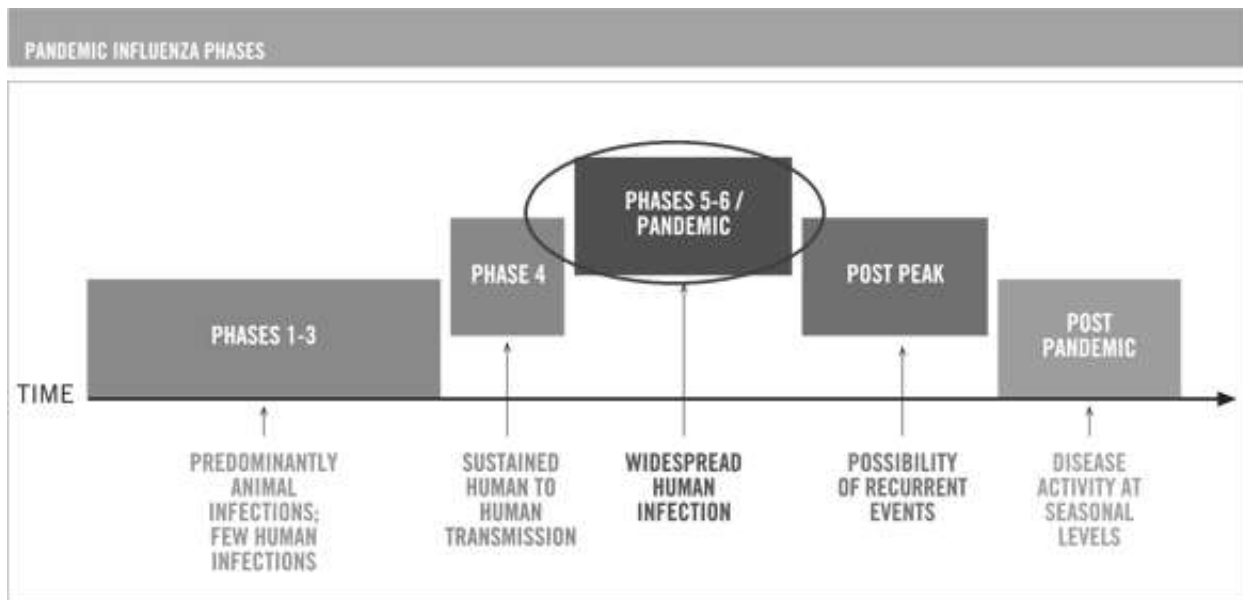 PANDEMIC INFLUENZA PHASES
PHASES 5-6 /
PANDEMIC
PHASE 4
POST PEAK
PHASES 1-3
POST
PANDEMIC
TIME
PREDOMINANTLY
ANIMAL
INFECTIONS;
FEW HUMAN
INFECTIONS
SUSTAINED
HUMAN TO
HUMAN
TRANSMISSION
WIDESPREAD
HUMAN
INFECTION
POSSIBILITY
OF RECURRENT
EVENTS
DISEASE
ACTIVITY AT
SEASONAL
LEVELS